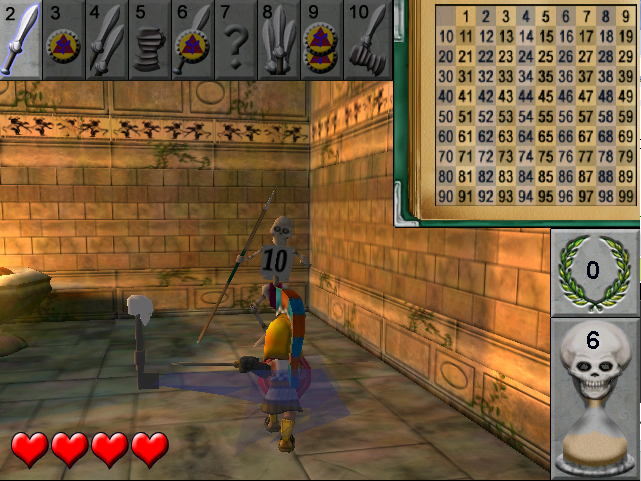 2 3 4 5 6 7 8 9 10
1 2 3 4 5 6 7 8 9
10 11 12 13 14 15 16 17 18 19
20 21 22 23 24 25 26 27 28 29
30 31 32 33 34 35 36 37 38 39
40 41 42 43 44 45 46 47 48 49
50 51 52 53 54 55 56 57 58 59
60 61 62 63 64 65 66 67 68 69
70 71 72 73 74 75 76 77 78 79
80 81 82 83 84 85 86 87 88 89
90 91 92 93 94 95 96 97 98 99
?
10
0
6